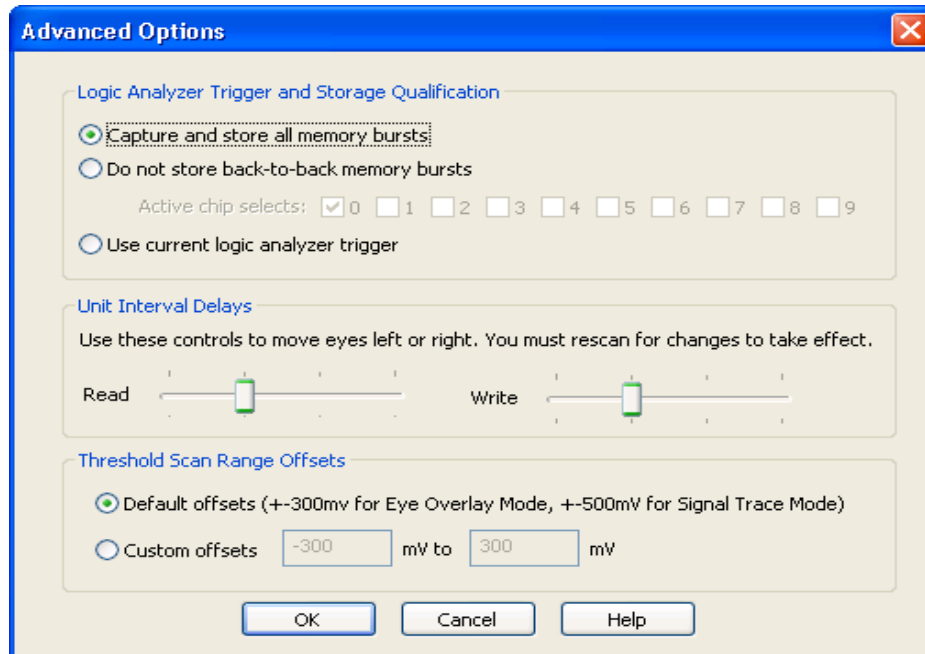 Advanced Options
Logic Analyzer Trigger and Storage Qualification
Capture and store all memory bursts
Do not store back-to-back memory bursts
Active chip selects: 0 1 2 3 4 5 6 7 8 9
Use current logic analyzer trigger
Unit Interval Delays
Use these controls to move eyes left or right. You must rescan for changes to take effect.
Read Write
Threshold Scan Range Offsets
Default offsets (+-300mv for Eye Overlay Mode, +-500mV for Signal Trace Mode)
Custom offsets -300 mV to 300 mV
OK Cancel Help